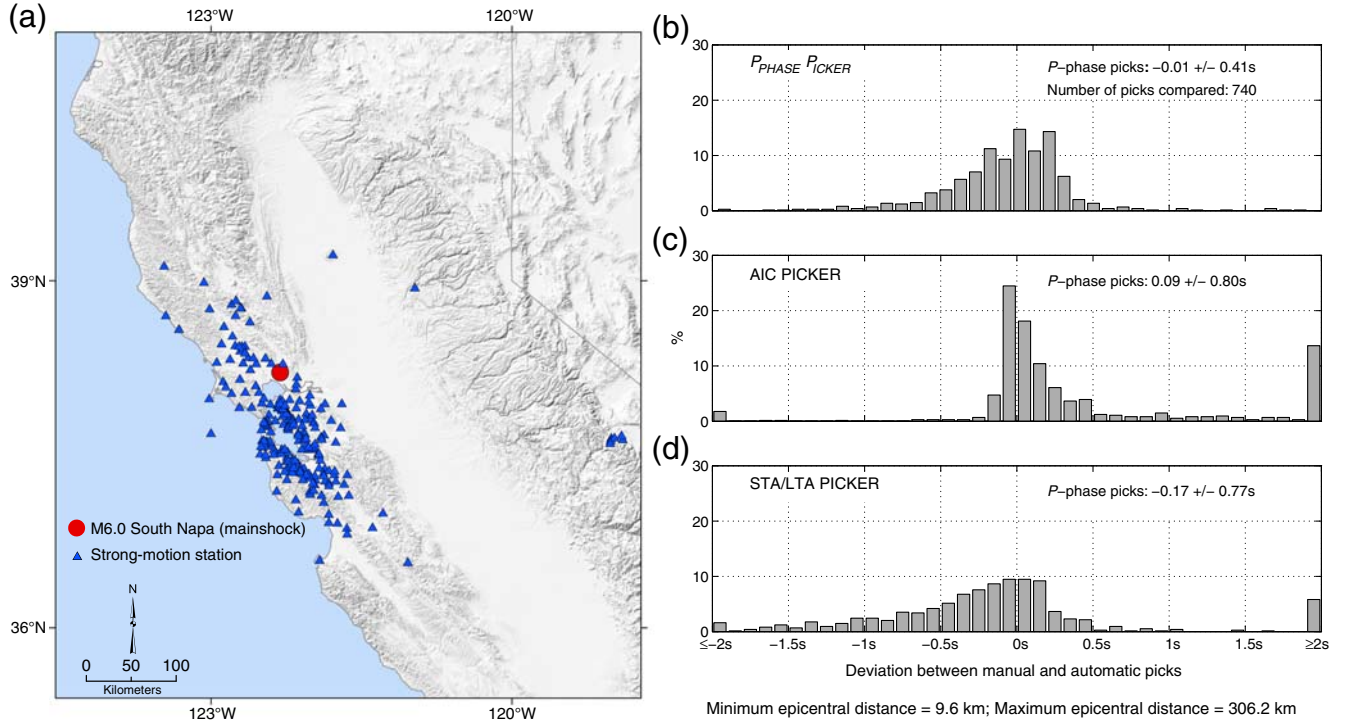 (a)
123°W
120°W
39°N
36°N
M6.0 South Napa (mainshock)
Strong-motion station
N
0 50 100
Kilometers
123°W
120°W
(b)
30
20
10
0
PPHASE PICKER
P−phase picks: −0.01 +/− 0.41s
Number of picks compared: 740
(c)
30
20
10
0
%
AIC PICKER
P−phase picks: 0.09 +/− 0.80s
(d)
30
20
10
0
STA/LTA PICKER
P−phase picks: −0.17 +/− 0.77s
≤−2s −1.5s −1s −0.5s 0s 0.5s 1s 1.5s ≥2s
Deviation between manual and automatic picks
Minimum epicentral distance = 9.6 km; Maximum epicentral distance = 306.2 km